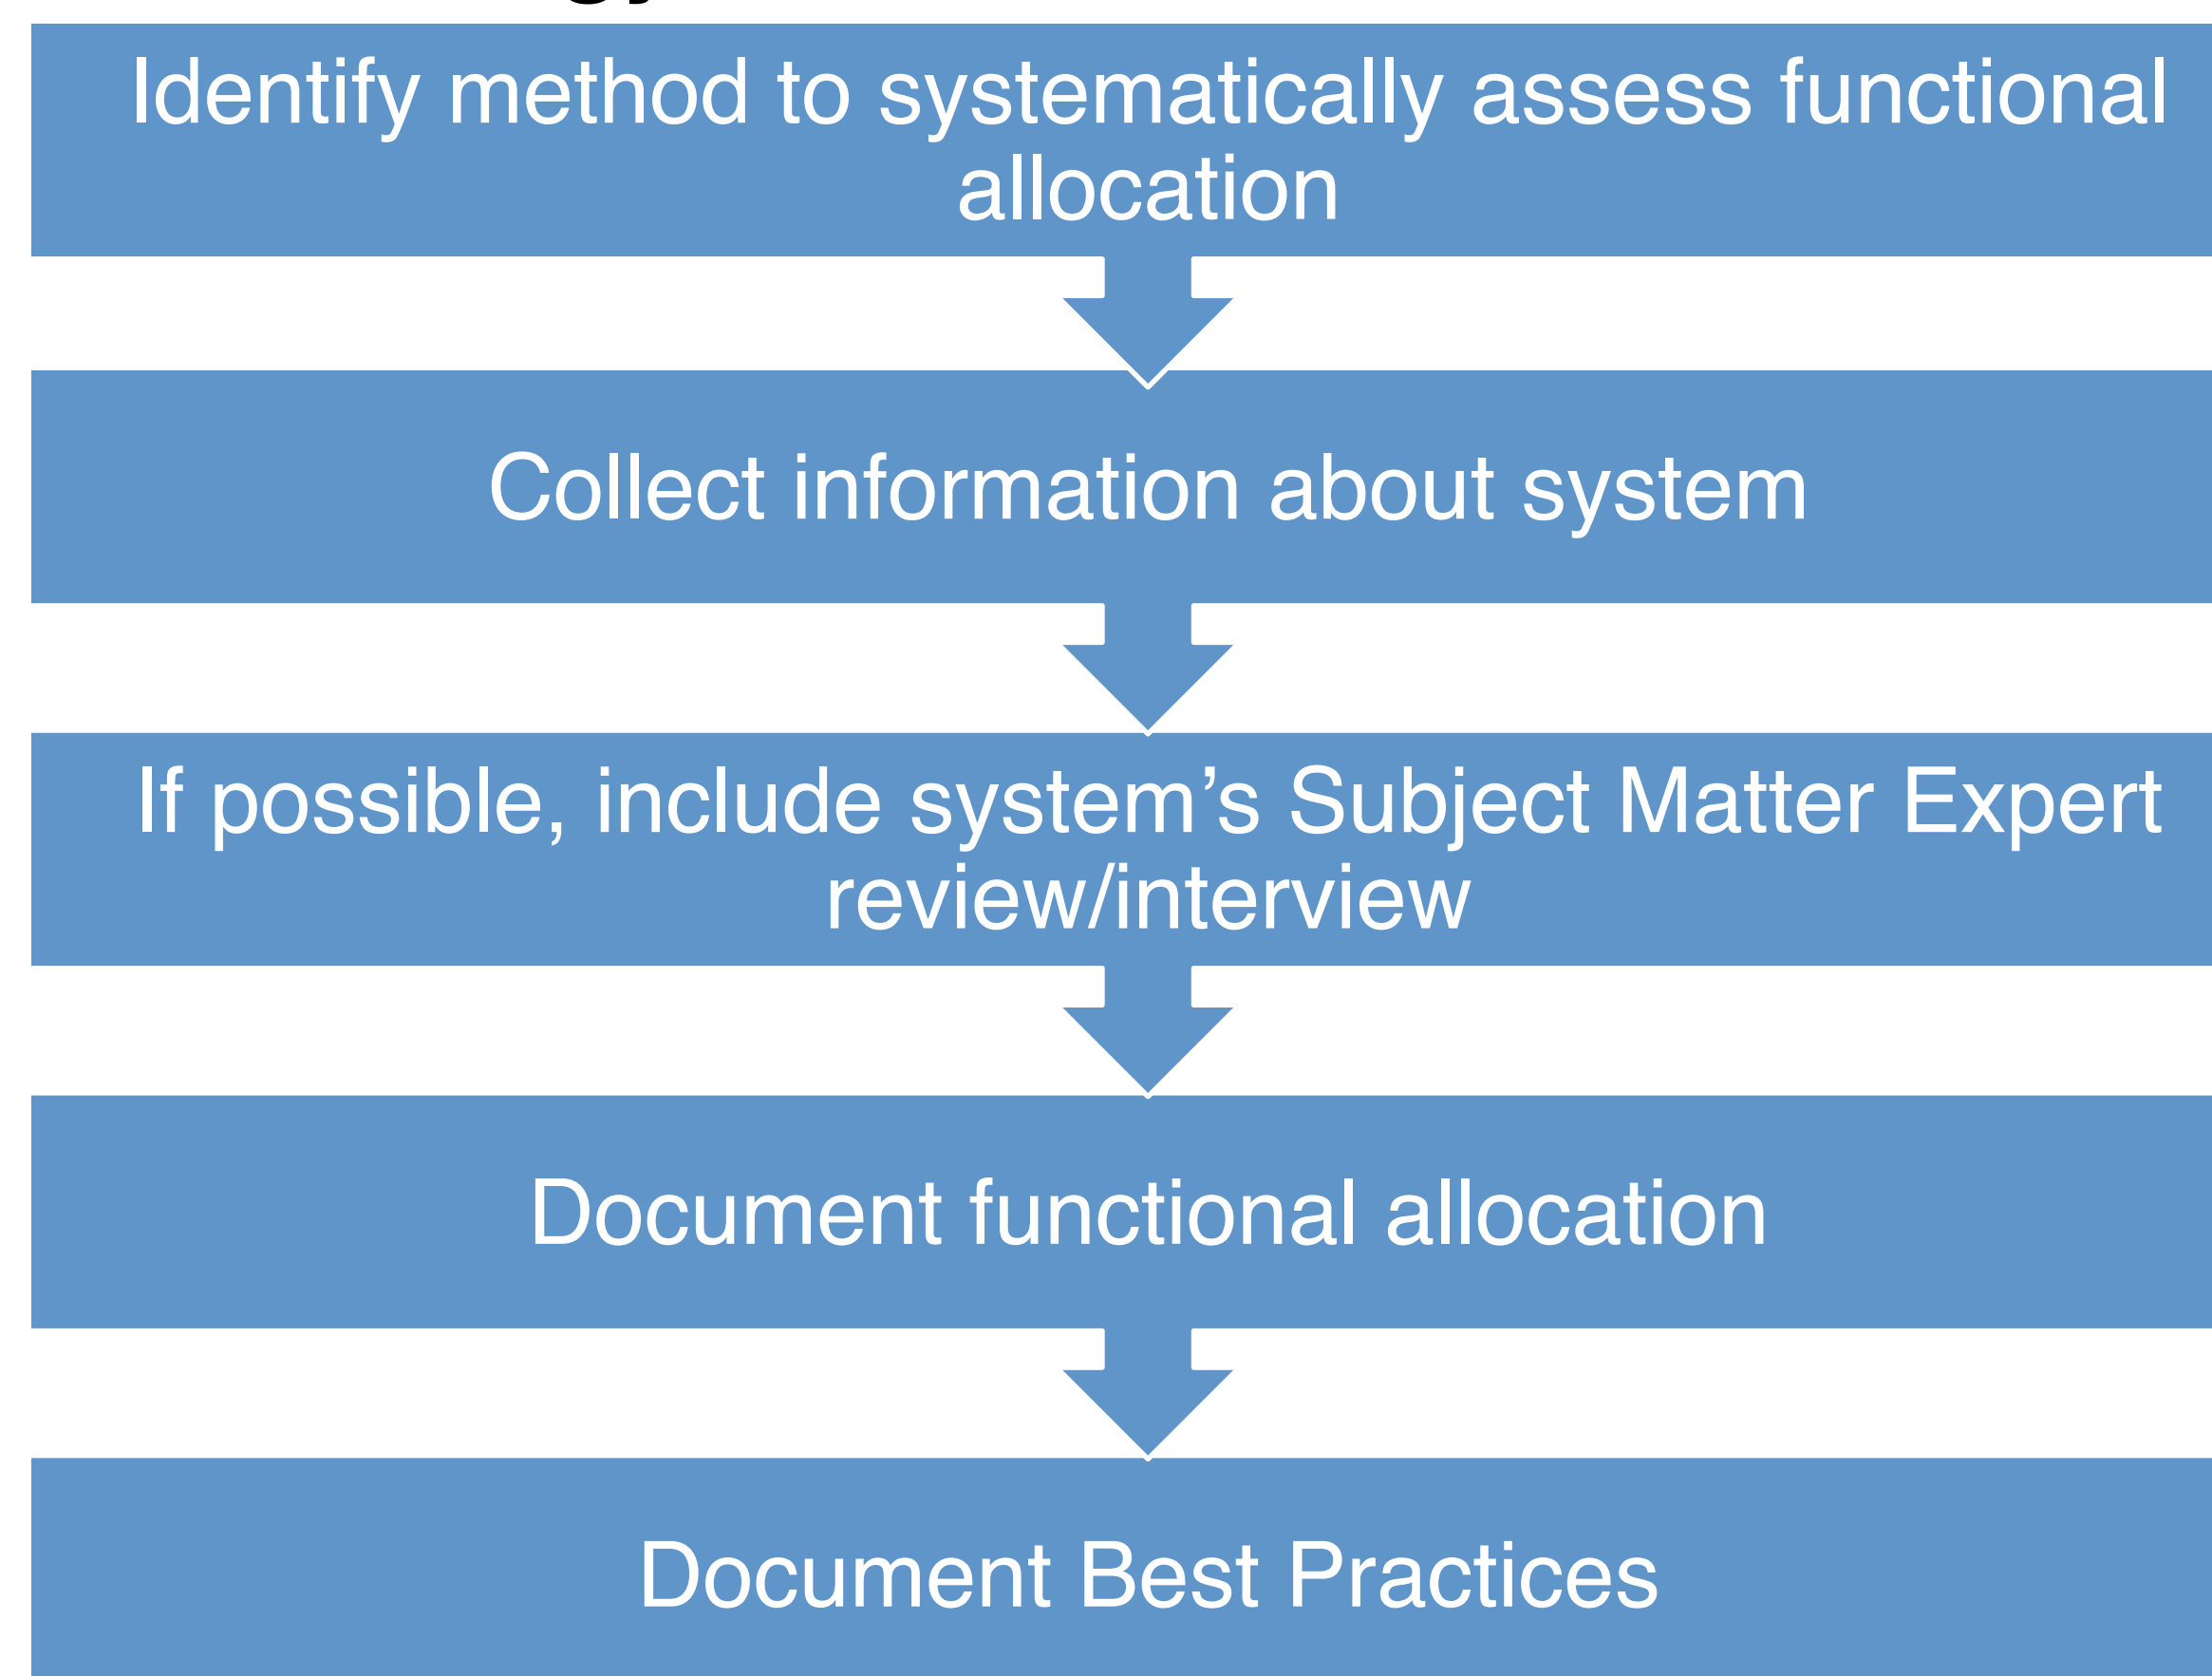 Identify method to systematically assess functional
allocation
Collect information about system
If possible, include system’s Subject Matter Expert
review/interview
Document functional allocation
Document Best Practices